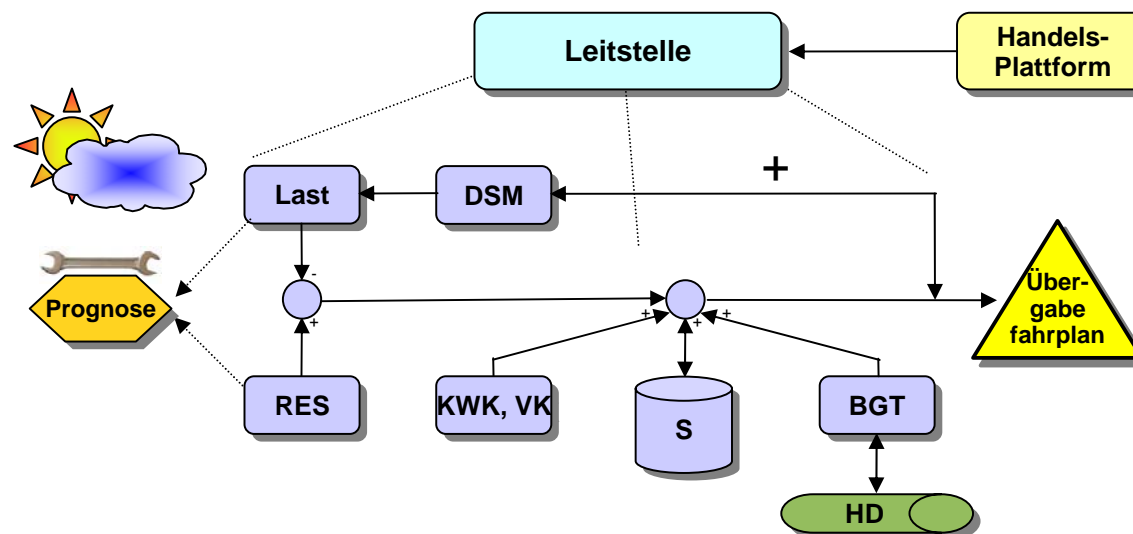 Leitstelle
Handels-
Plattform
+
Last
DSM
-
Prognose
+
+
+
+
Über-
gabe
fahrplan
RES
KWK, VK
S
BGT
HD